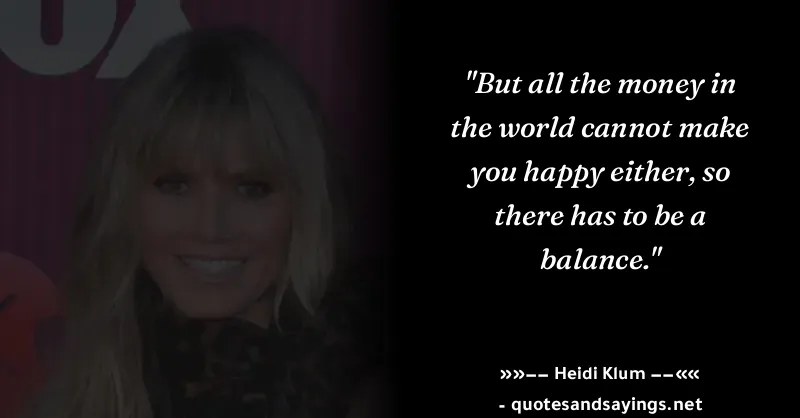 OX
"But all the money in
the world cannot make
you happy either, so
there has to be a
balance."
»»−− Heidi Klum −−««
- quotesandsayings.net